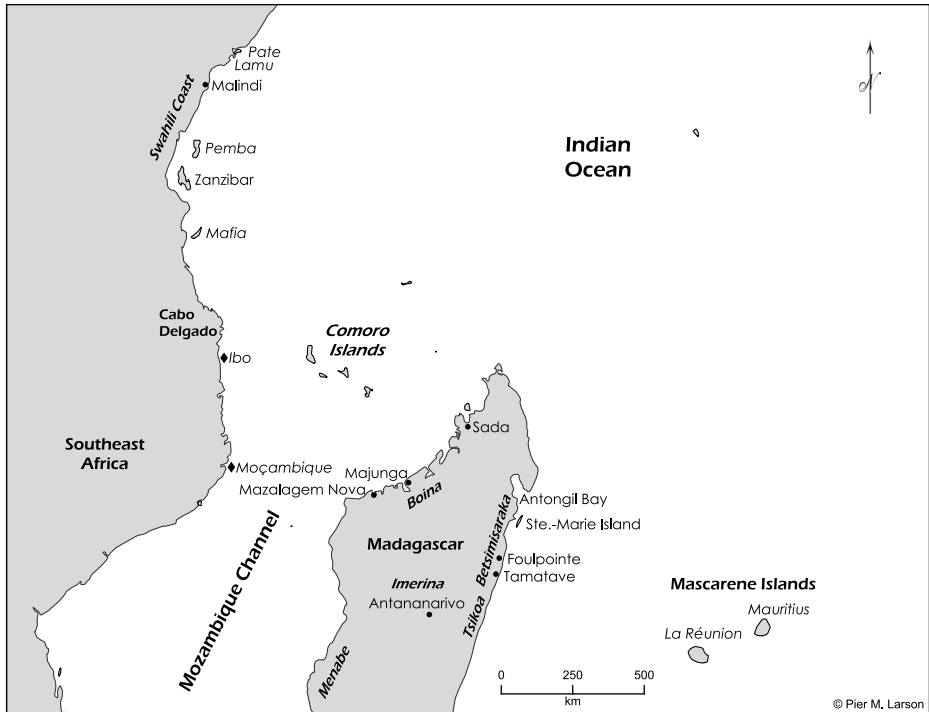 Pate
Lamu
Malindi
Swahili Coast
Indian
Ocean
N
Pemba
Zanzibar
Mafia
Cabo
Delgado
Ibo
Comoro
Islands
Southeast
Africa
Moçambique
Sada
Majunga
Mazalagem Nova
Boina
Antongil Bay
Ste.-Marie Island
Madagascar
Betsimisaraka
Foulpointe
Tamatave
Mozambique Channel
Imerina
Antananarivo
Tsikoa
Menabe
Mascarene Islands
Mauritius
La Réunion
0 250 500
km
© Pier M. Larson